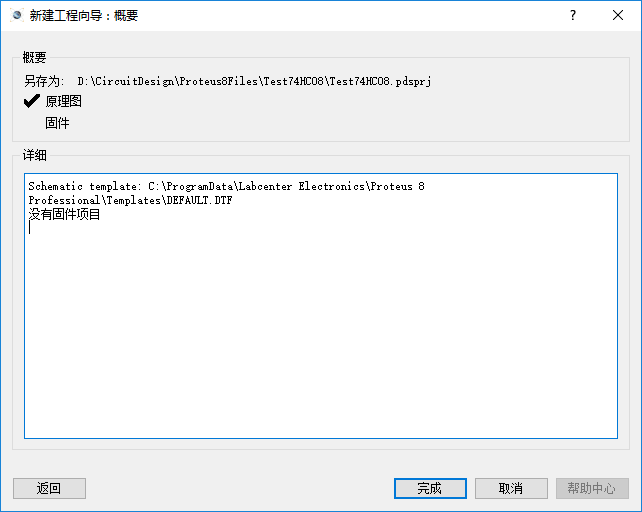 新建工程向导：概要
概要
另存为: D:\CircuitDesign\Proteus8Files\Test74HC08\Test74HC08.pdsprj
原理图
固件
详细
Schematic template: C:\ProgramData\Labcenter Electronics\Proteus 8
Professional\Templates\DEFAULT.DTF
没有固件项目
返回 完成 取消 帮助中心